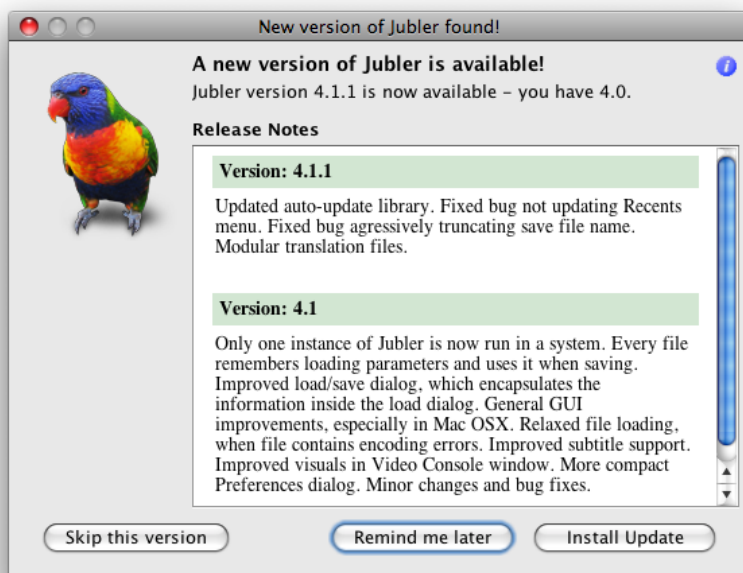 New version of Jubler found!
A new version of Jubler is available!
Jubler version 4.1.1 is now available – you have 4.0.
Release Notes
Version: 4.1.1
Updated auto-update library. Fixed bug not updating Recents
menu. Fixed bug agressively truncating save file name.
Modular translation files.
Version: 4.1
Only one instance of Jubler is now run in a system. Every file
remembers loading parameters and uses it when saving.
Improved load/save dialog, which encapsulates the
information inside the load dialog. General GUI
improvements, especially in Mac OSX. Relaxed file loading,
when file contains encoding errors. Improved subtitle support.
Improved visuals in Video Console window. More compact
Preferences dialog. Minor changes and bug fixes.
Skip this version
Remind me later
Install Update